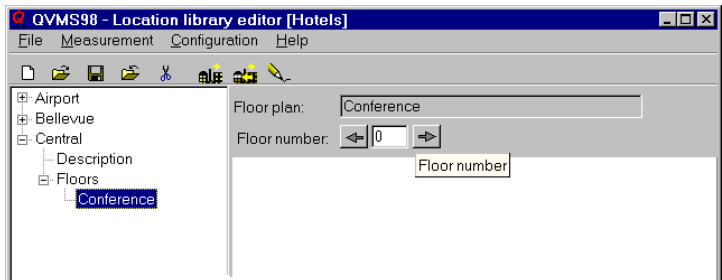 QVMS98 - Location library editor [Hotels]
File Measurement Configuration Help
Airport
Bellevue
Central
Description
Floors
Conference
Floor plan: Conference
Floor number: 0
Floor number